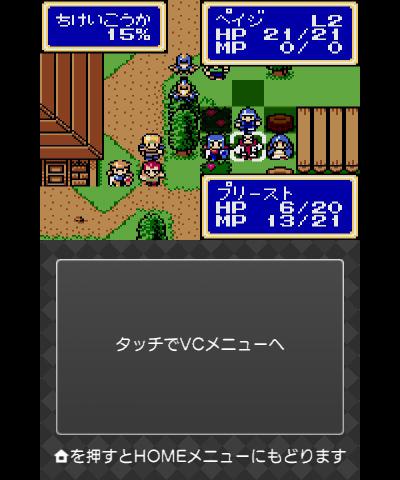 ちけいこうか
15%
ペイジ L2
HP 21/21
MP 0/0
プリースト
HP 6/20
MP 13/21
タッチでVCメニューへ
を押すとHOMEメニューにもどります